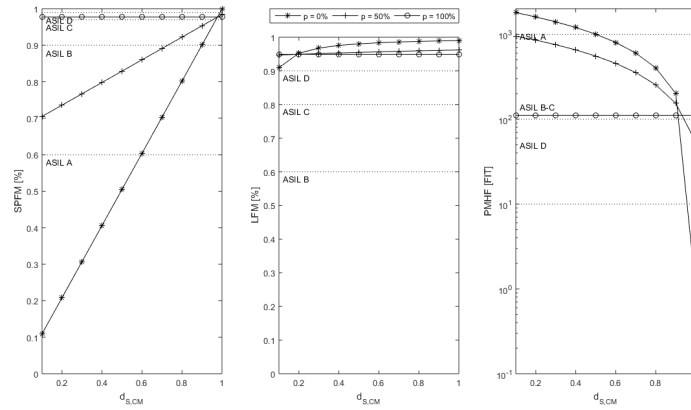 p = 0% p = 50% p = 100%
1
0.9
0.8
0.7
0.6
0.5
0.4
0.3
0.2
0.1
0
SPFM [%]
ASIL D
ASIL C
ASIL B
ASIL A
0.2 0.4 0.6 0.8 1
d_S,CM
1
0.9
0.8
0.7
0.6
0.5
0.4
0.3
0.2
0.1
0
LFM [%]
ASIL D
ASIL C
ASIL B
0.2 0.4 0.6 0.8 1
d_S,CM
10^3
10^2
10^1
10^0
10^-1
PMHF [FIT]
ASIL A
ASIL B-C
ASIL D
0.2 0.4 0.6 0.8
d_S,CM